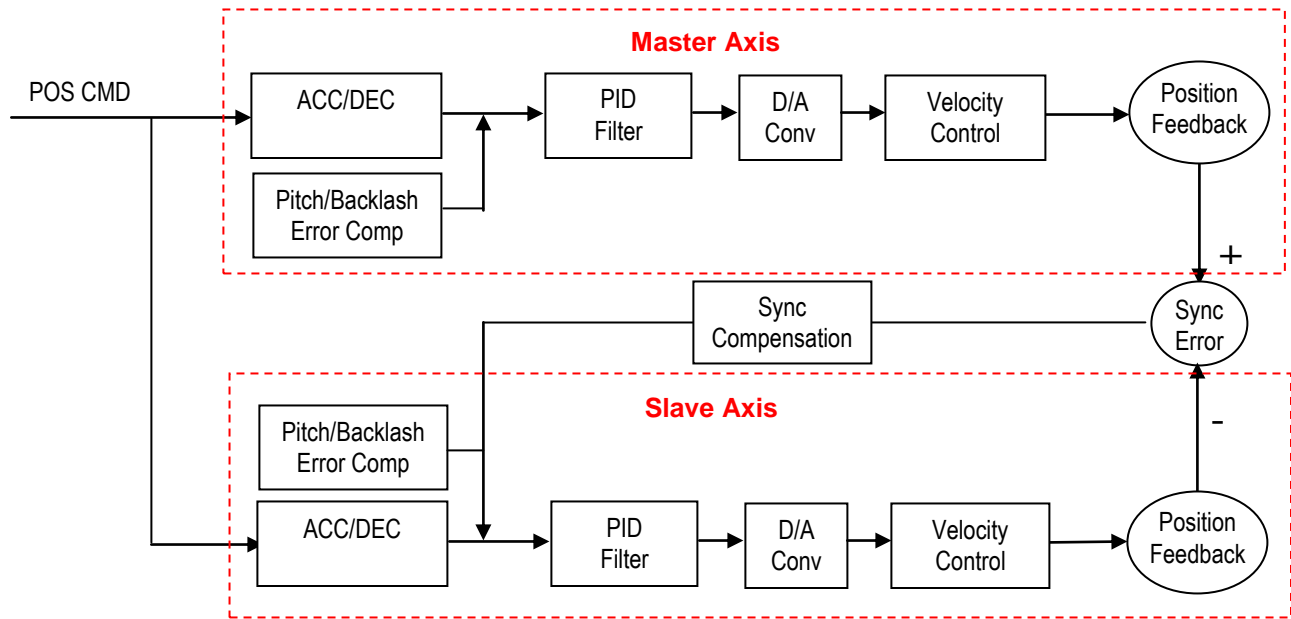 Master Axis
POS CMD
ACC/DEC
PID
Filter
D/A
Conv
Velocity
Control
Position
Feedback
Pitch/Backlash
Error Comp
+
Sync
Compensation
Sync
Error
Slave Axis
-
Pitch/Backlash
Error Comp
ACC/DEC
PID
Filter
D/A
Conv
Velocity
Control
Position
Feedback